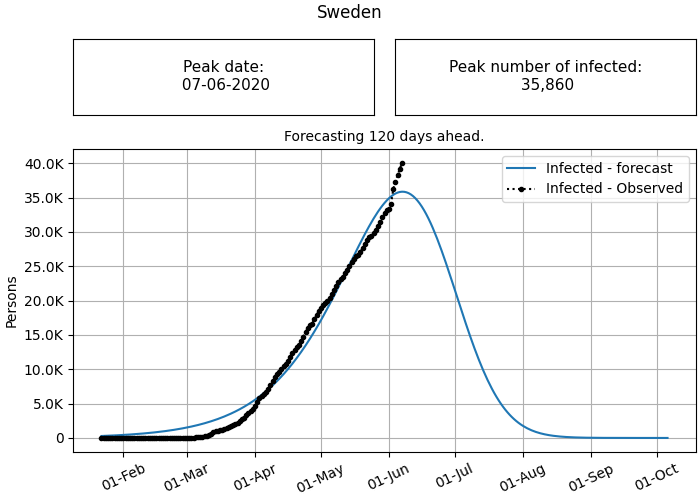 Sweden
Peak date:
07-06-2020
Peak number of infected:
35,860
Forecasting 120 days ahead.
Infected - forecast
Infected - Observed
Persons
40.0K
35.0K
30.0K
25.0K
20.0K
15.0K
10.0K
5.0K
0
01-Feb
01-Mar
01-Apr
01-May
01-Jun
01-Jul
01-Aug
01-Sep
01-Oct